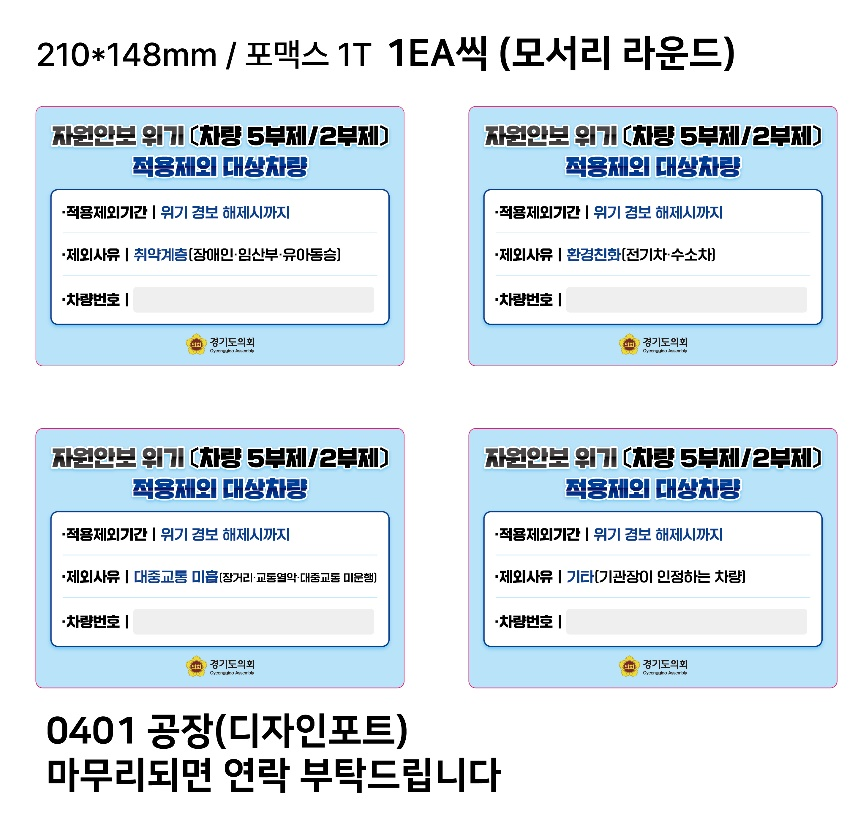 210*148mm / 포맥스 1T 1EA씩 (모서리 라운드)
자원안보 위기 (차량 5부제/2부제)
적용제외 대상차량
·적용제외기간 | 위기 경보 해제시까지
·제외사유 | 취약계층(장애인·임산부·유아동승)
·차량번호 |
경기도의회
Gyeonggido Assembly
자원안보 위기 (차량 5부제/2부제)
적용제외 대상차량
·적용제외기간 | 위기 경보 해제시까지
·제외사유 | 환경친화(전기차·수소차)
·차량번호 |
경기도의회
Gyeonggido Assembly
자원안보 위기 (차량 5부제/2부제)
적용제외 대상차량
·적용제외기간 | 위기 경보 해제시까지
·제외사유 | 대중교통 미흡(장거리·교통열악·대중교통 미운행)
·차량번호 |
경기도의회
Gyeonggido Assembly
자원안보 위기 (차량 5부제/2부제)
적용제외 대상차량
·적용제외기간 | 위기 경보 해제시까지
·제외사유 | 기타(기관장이 인정하는 차량)
·차량번호 |
경기도의회
Gyeonggido Assembly
0401 공장(디자인포트)
마무리되면 연락 부탁드립니다